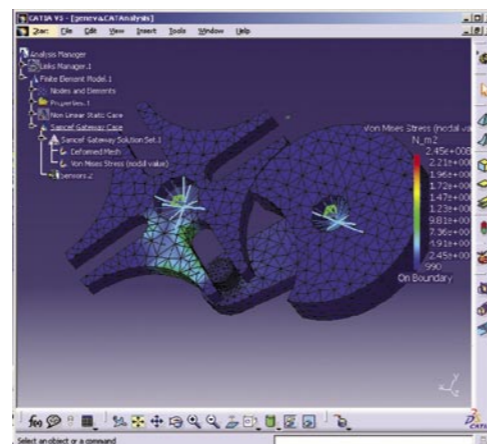 CATIA V5 - [geneva.CATAnalysis]
Start File Edit View Insert Tools Window Help
Analysis Manager
Links Manager.1
Finite Element Model.1
Nodes and Elements
Properties.1
Non Linear Static Case
Samcef Gateway Case
Samcef Gateway Solution Set.1
Deformed Mesh
Von Mises Stress (nodal value)
Sensors.2
Von Mises Stress (nodal value)
N_m2
2.45e+008
2.21e+008
1.96e+008
1.72e+008
1.47e+008
1.23e+008
9.81e+007
7.36e+007
4.91e+007
2.45e+007
990
On Boundary
f(x)
CATIA
Select an object or a command